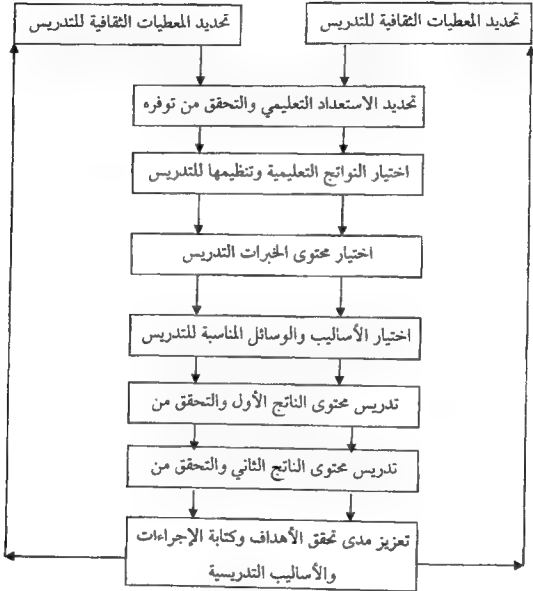 تحديد المعطيات الثقافية للتدريس
تحديد المعطيات الثقافية للتدريس
تحديد الاستعداد التعليمي والتحقق من توفره
اختيار النواتج التعليمية وتنظيمها للتدريس
اختيار محتوى الخبرات التدريس
اختيار الأساليب والوسائل المناسبة للتدريس
تدريس محتوى الناتج الأول والتحقق من
تدريس محتوى الناتج الثاني والتحقق من
تعزيز مدى تحقق الأهداف وكتابة الإجراءات
والأساليب التدريسية